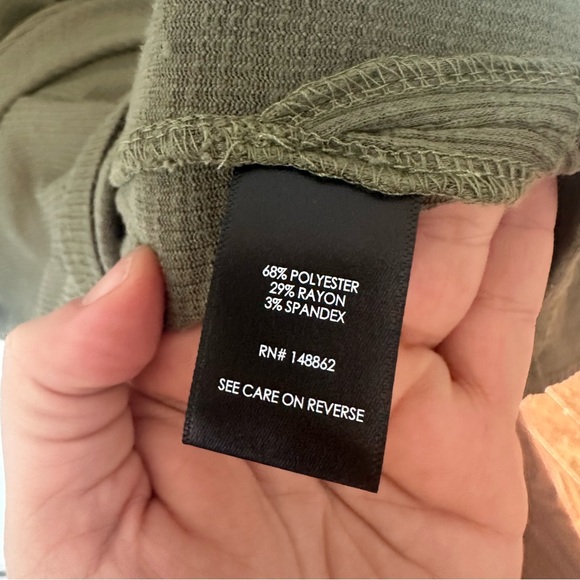 68% POLYESTER
29% RAYON
3% SPANDEX
RN# 148862
SEE CARE ON REVERSE